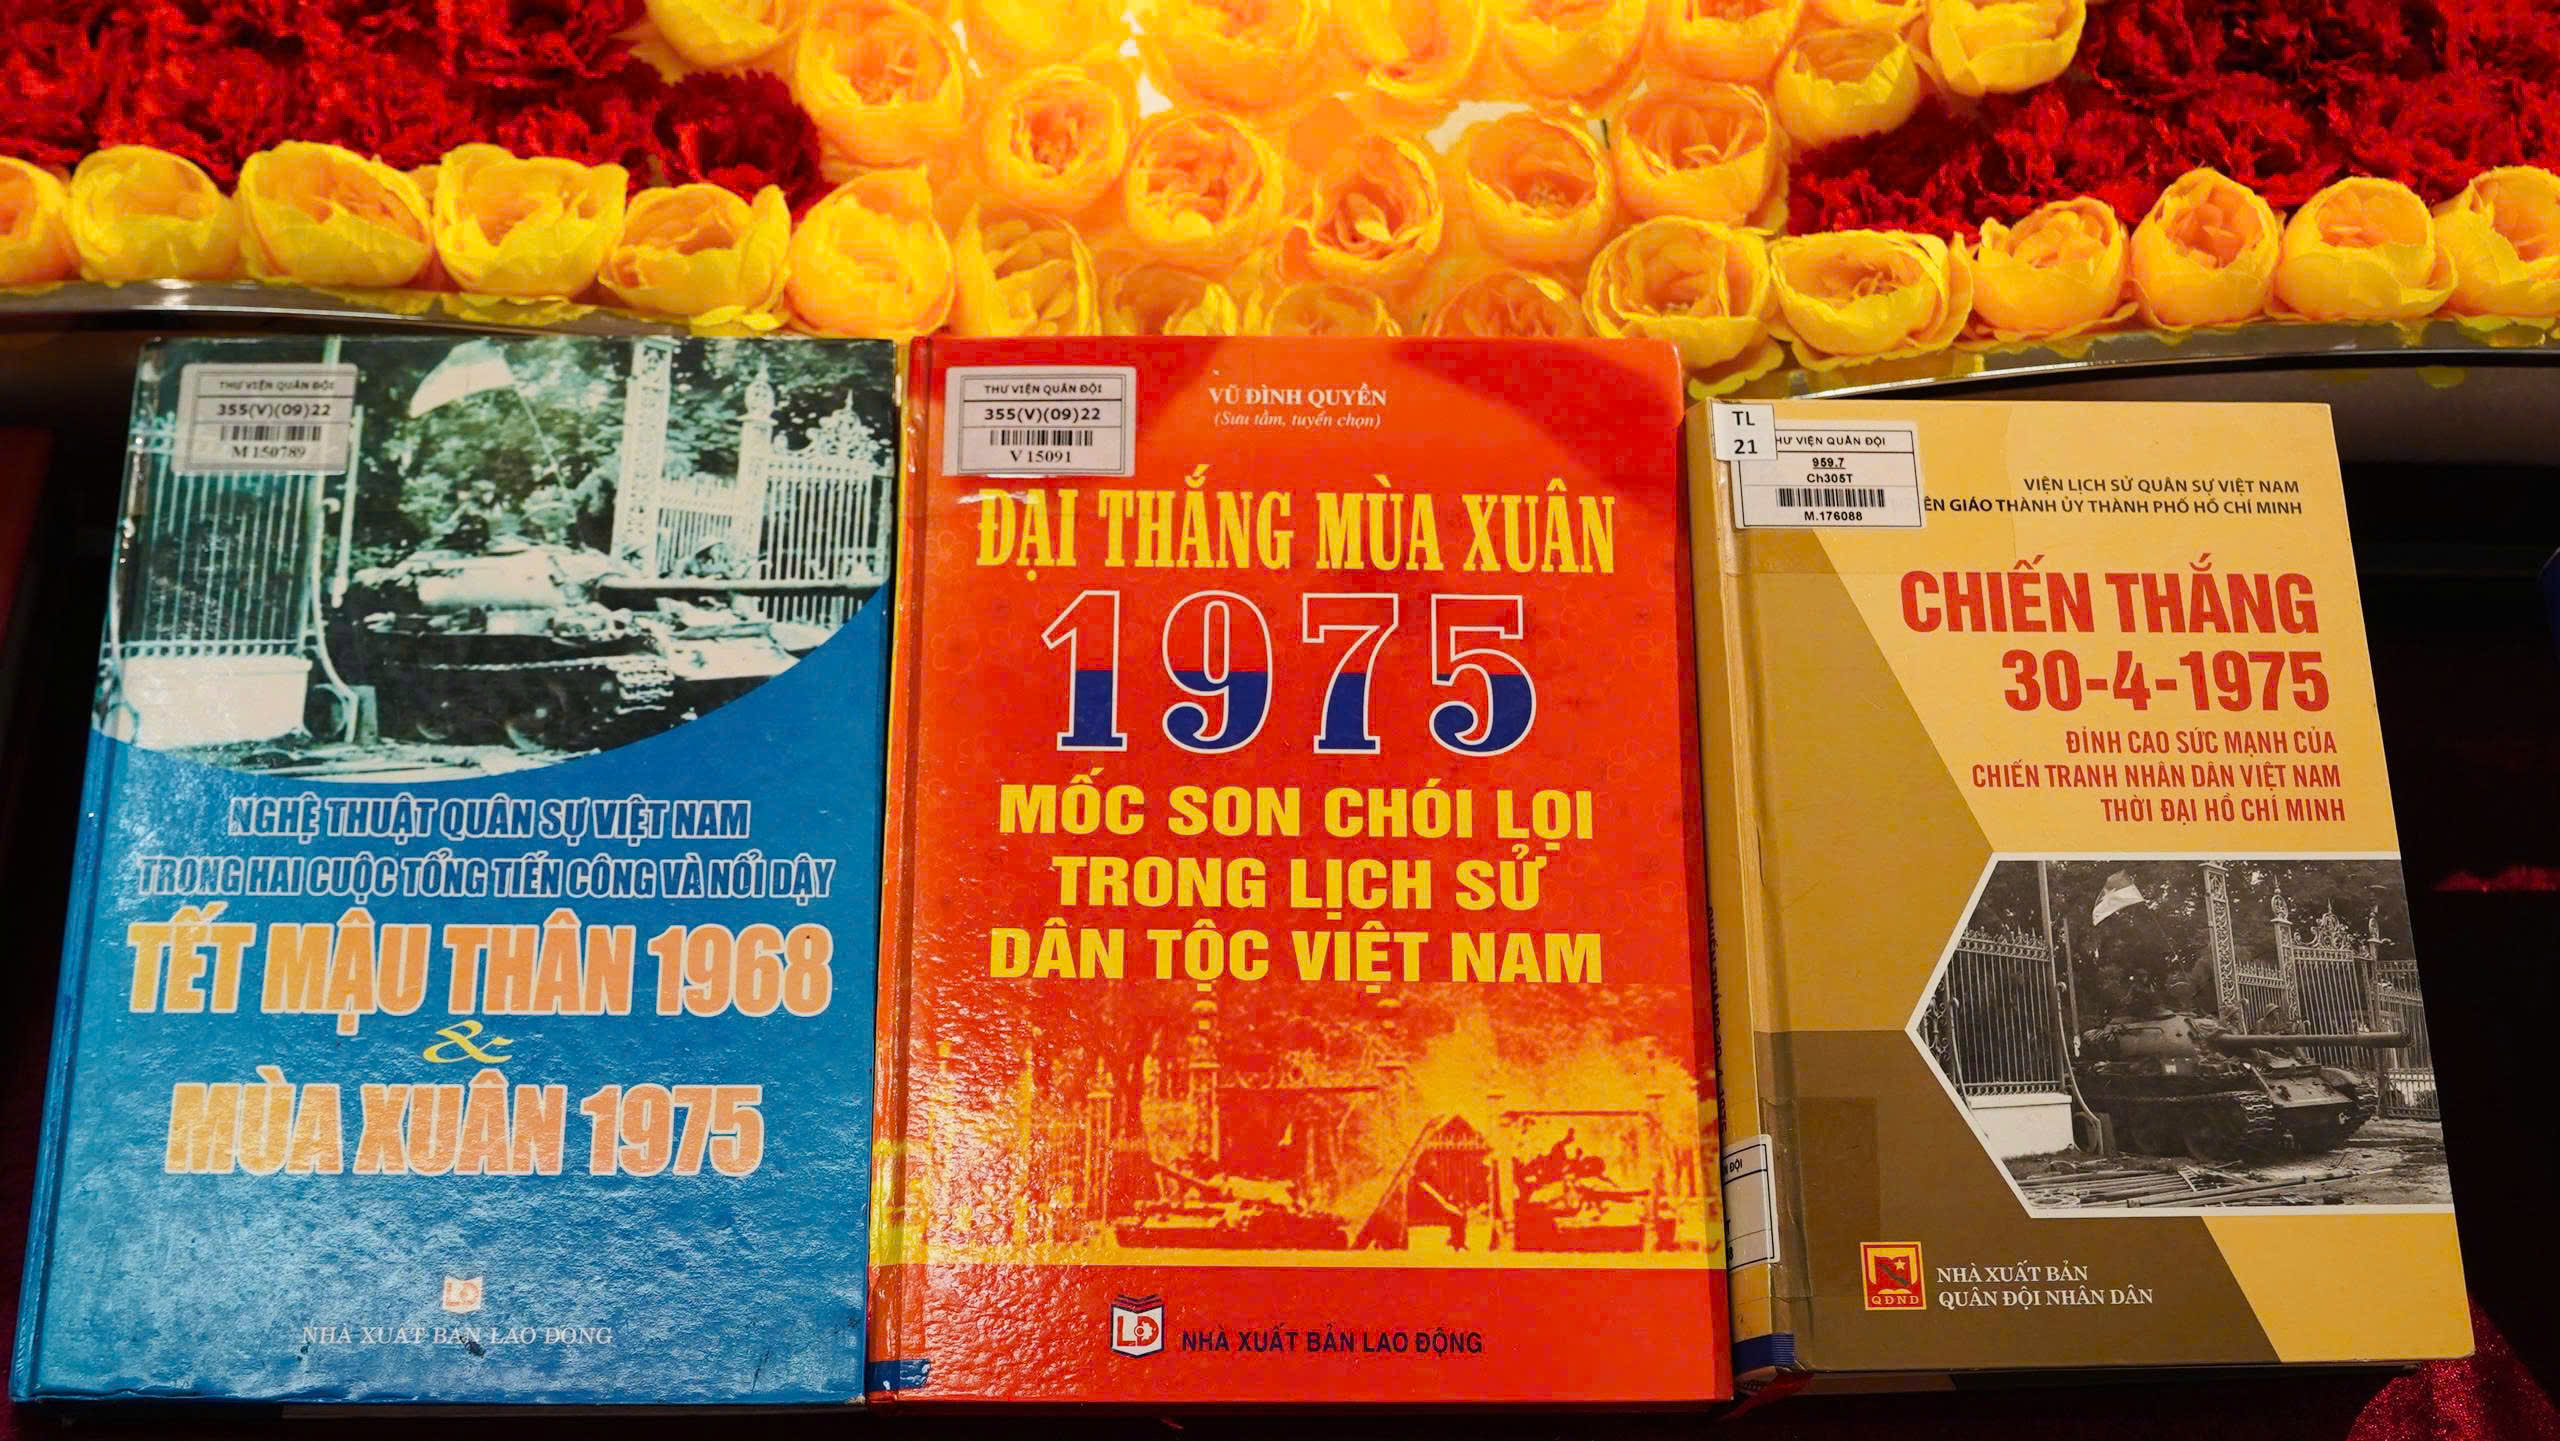 THƯ VIỆN QUÂN ĐỘI
355(V)(09)22
M 150789
NGHỆ THUẬT QUÂN SỰ VIỆT NAM
TRONG HAI CUỘC TỔNG TIẾN CÔNG VÀ NỔI DẬY
TẾT MẬU THÂN 1968
&
MÙA XUÂN 1975
LĐ
NHÀ XUẤT BẢN LAO ĐỘNG
THƯ VIỆN QUÂN ĐỘI
355(V)(09)22
V 15091
VŨ ĐÌNH QUYỀN
(Sưu tầm, tuyển chọn)
ĐẠI THẮNG MÙA XUÂN
1975
MỐC SON CHÓI LỌI
TRONG LỊCH SỬ
DÂN TỘC VIỆT NAM
LĐ
NHÀ XUẤT BẢN LAO ĐỘNG
TL
21
HƯ VIỆN QUÂN ĐỘI
959.7
Ch305T
M.176088
VIỆN LỊCH SỬ QUÂN SỰ VIỆT NAM
ÊN GIÁO THÀNH ỦY THÀNH PHỐ HỒ CHÍ MINH
CHIẾN THẮNG
30-4-1975
ĐỈNH CAO SỨC MẠNH CỦA
CHIẾN TRANH NHÂN DÂN VIỆT NAM
THỜI ĐẠI HỒ CHÍ MINH
QĐND
NHÀ XUẤT BẢN
QUÂN ĐỘI NHÂN DÂN